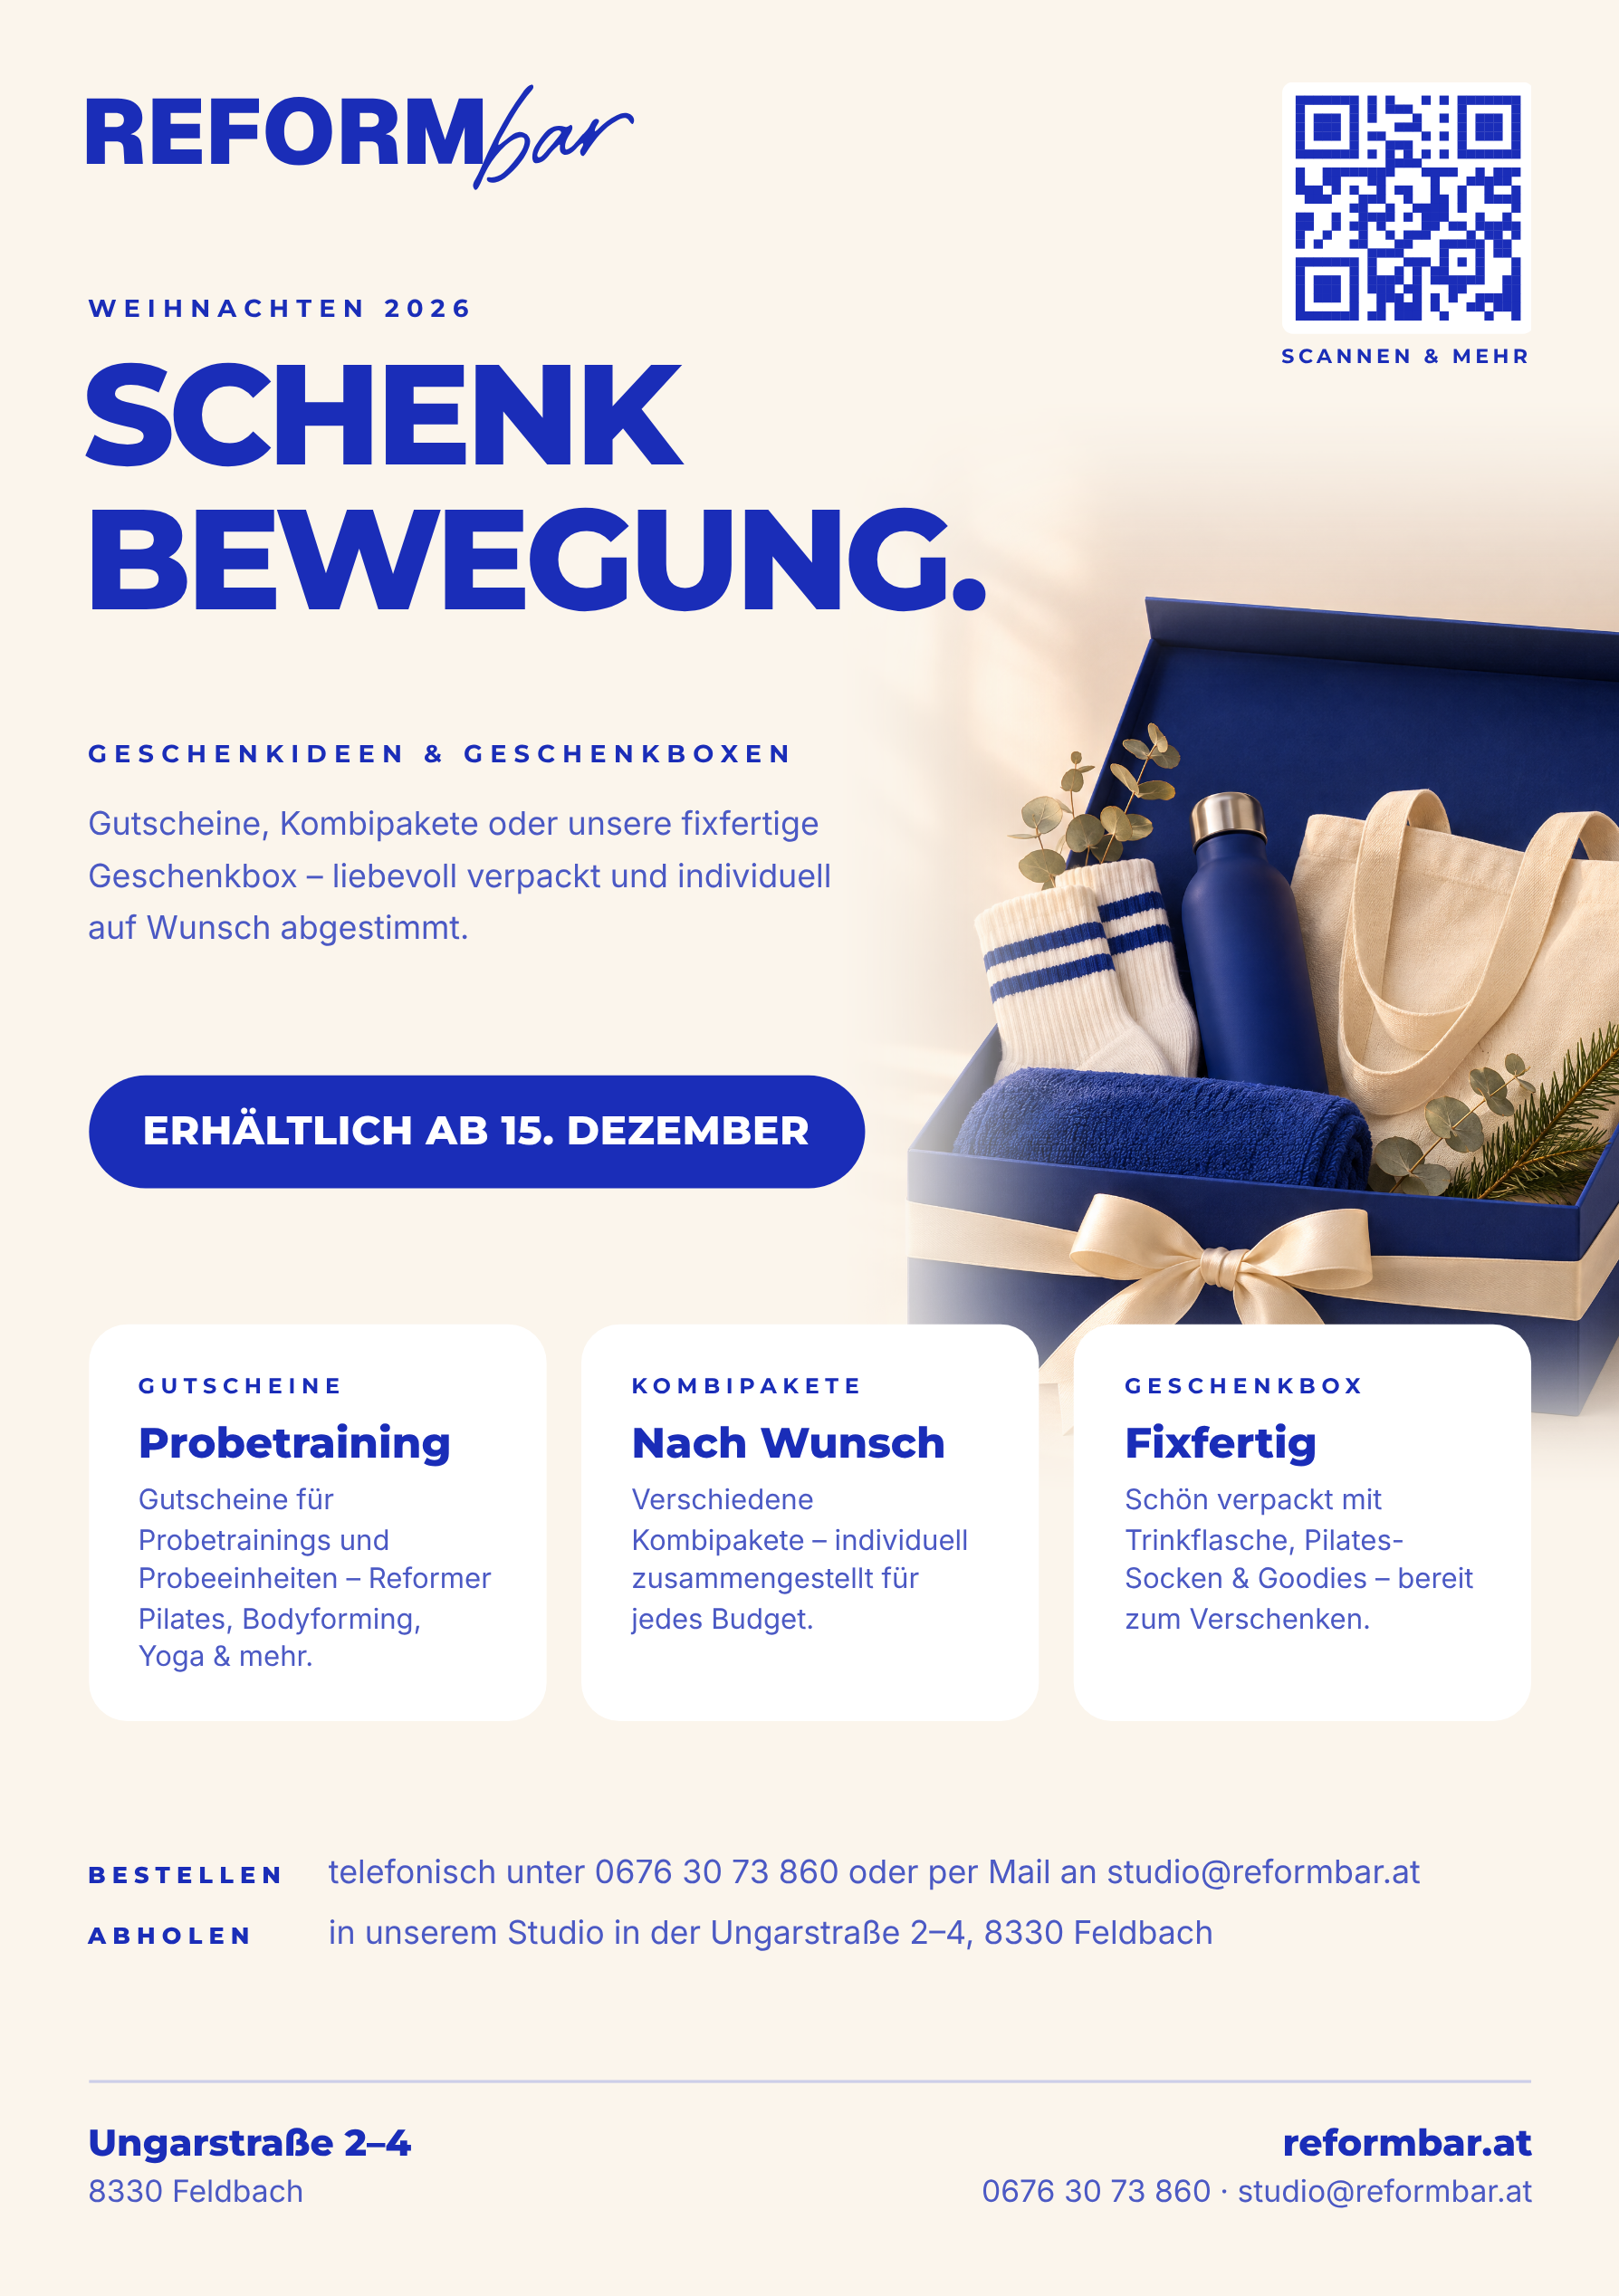 REFORMbar
SCANNEN & MEHR
WEIHNACHTEN 2026
SCHENK
BEWEGUNG.
GESCHENKIDEEN & GESCHENKBOXEN
Gutscheine, Kombipakete oder unsere fixfertige
Geschenkbox – liebevoll verpackt und individuell
auf Wunsch abgestimmt.
ERHÄLTLICH AB 15. DEZEMBER
GUTSCHEINE
Probetraining
Gutscheine für
Probetrainings und
Probeeinheiten – Reformer
Pilates, Bodyforming,
Yoga & mehr.
KOMBIPAKETE
Nach Wunsch
Verschiedene
Kombipakete – individuell
zusammengestellt für
jedes Budget.
GESCHENKBOX
Fixfertig
Schön verpackt mit
Trinkflasche, Pilates-
Socken & Goodies – bereit
zum Verschenken.
BESTELLEN telefonisch unter 0676 30 73 860 oder per Mail an studio@reformbar.at
ABHOLEN in unserem Studio in der Ungarstraße 2–4, 8330 Feldbach
Ungarstraße 2–4
8330 Feldbach
reformbar.at
0676 30 73 860 · studio@reformbar.at